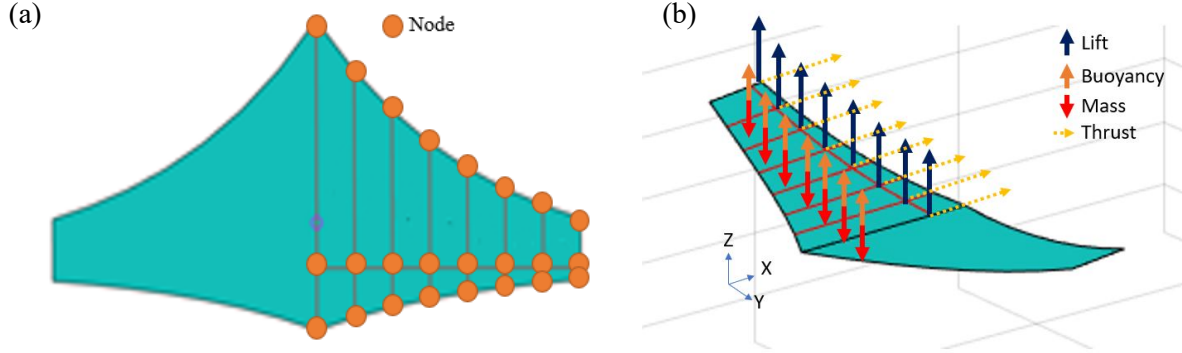 (a)
Node
(b)
Lift
Buoyancy
Mass
Thrust
Z
X
Y